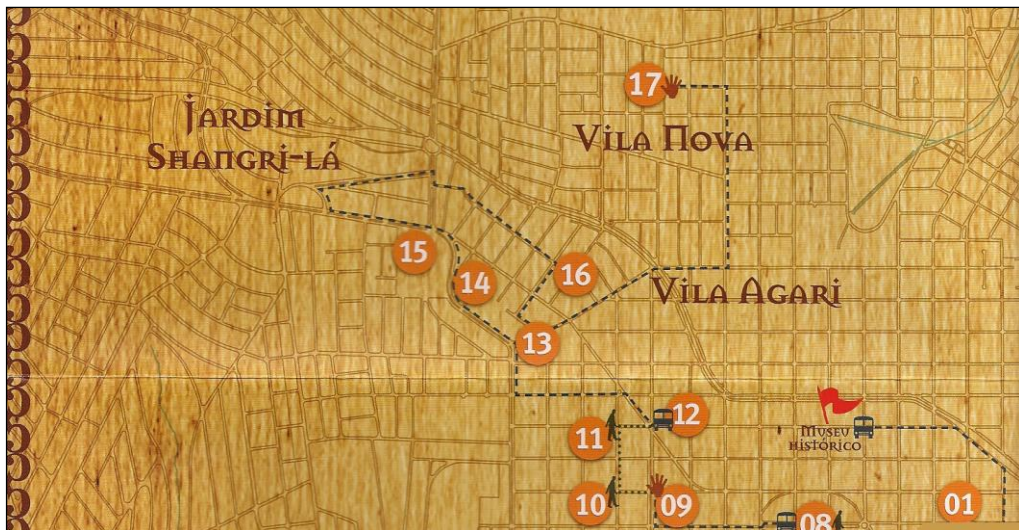 17
Jardim
Shangri-lá
Vila Nova
15
14
16
Vila Agari
13
12
11
Museu
histórico
10
09
08
01